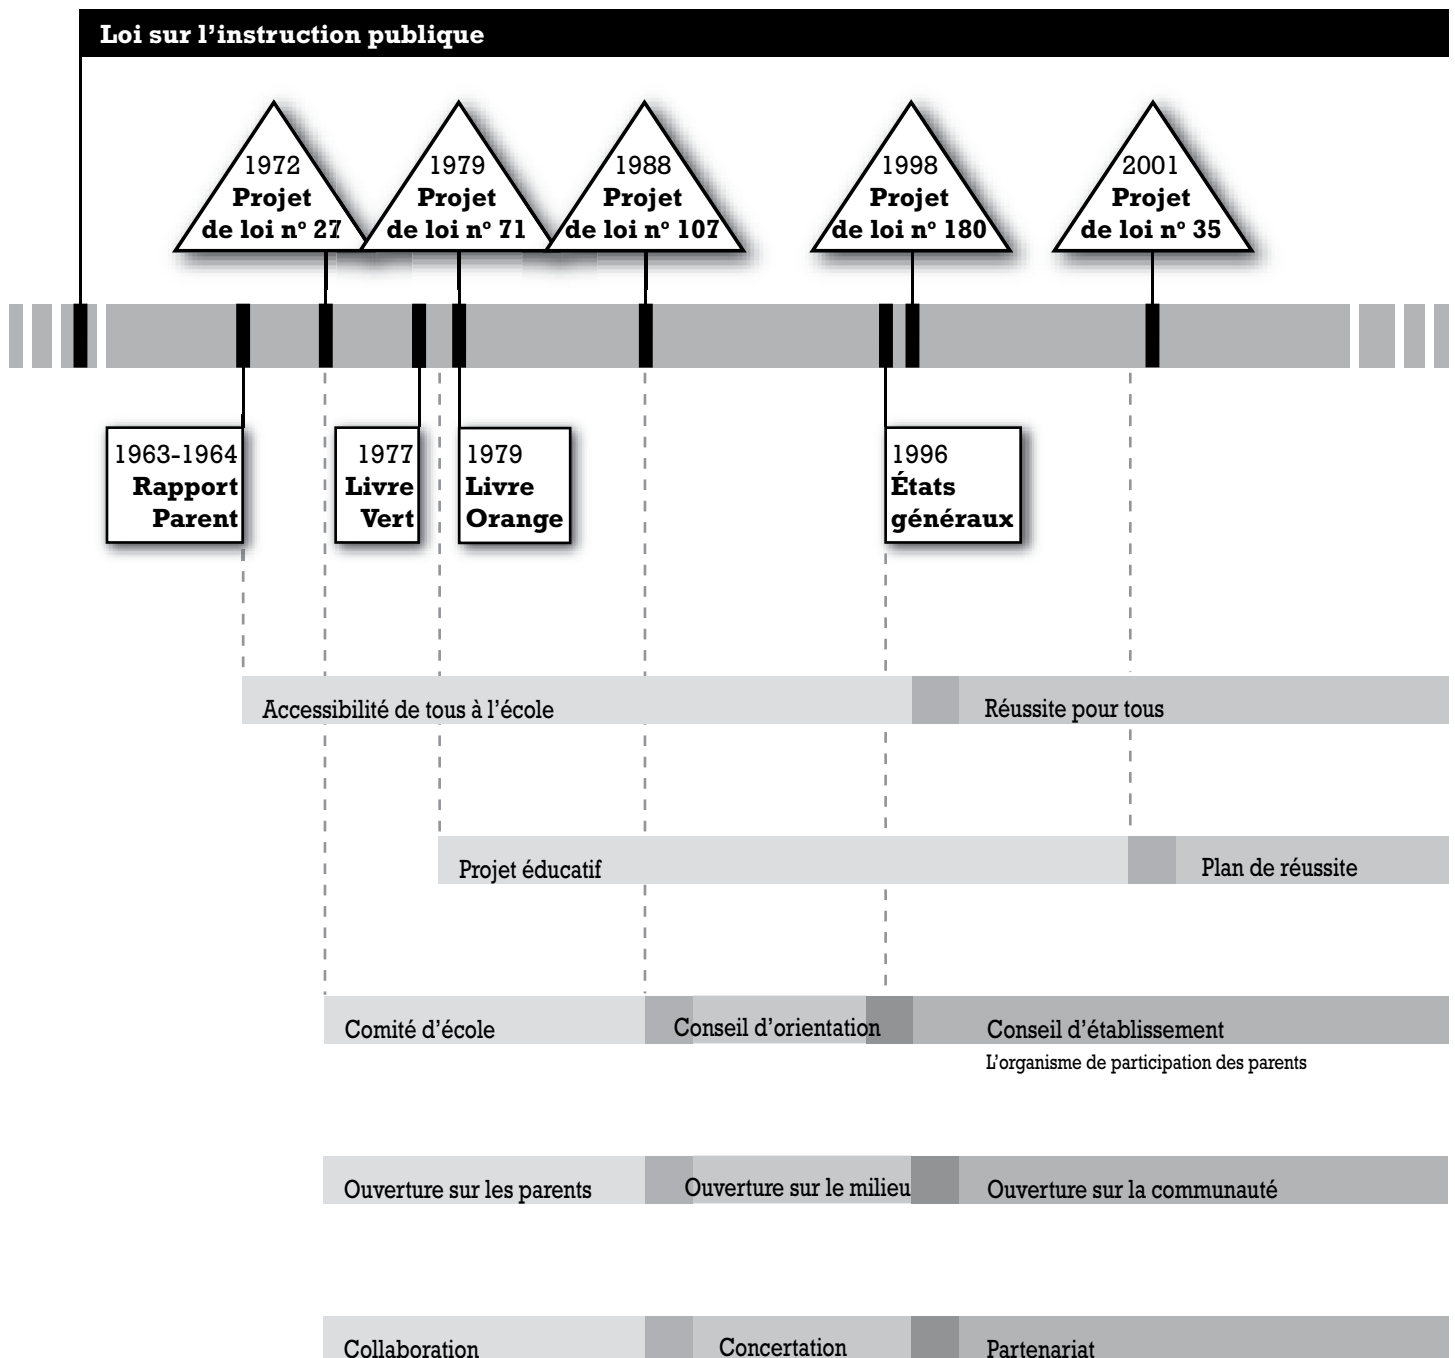 Loi sur l’instruction publique
1972
Projet
de loi nº 27
1979
Projet
de loi nº 71
1988
Projet
de loi nº 107
1998
Projet
de loi nº 180
2001
Projet
de loi nº 35
1963-1964
Rapport
Parent
1977
Livre
Vert
1979
Livre
Orange
1996
États
généraux
Accessibilité de tous à l’école
Réussite pour tous
Projet éducatif
Plan de réussite
Comité d’école
Conseil d’orientation
Conseil d’établissement
L’organisme de participation des parents
Ouverture sur les parents
Ouverture sur le milieu
Ouverture sur la communauté
Collaboration
Concertation
Partenariat